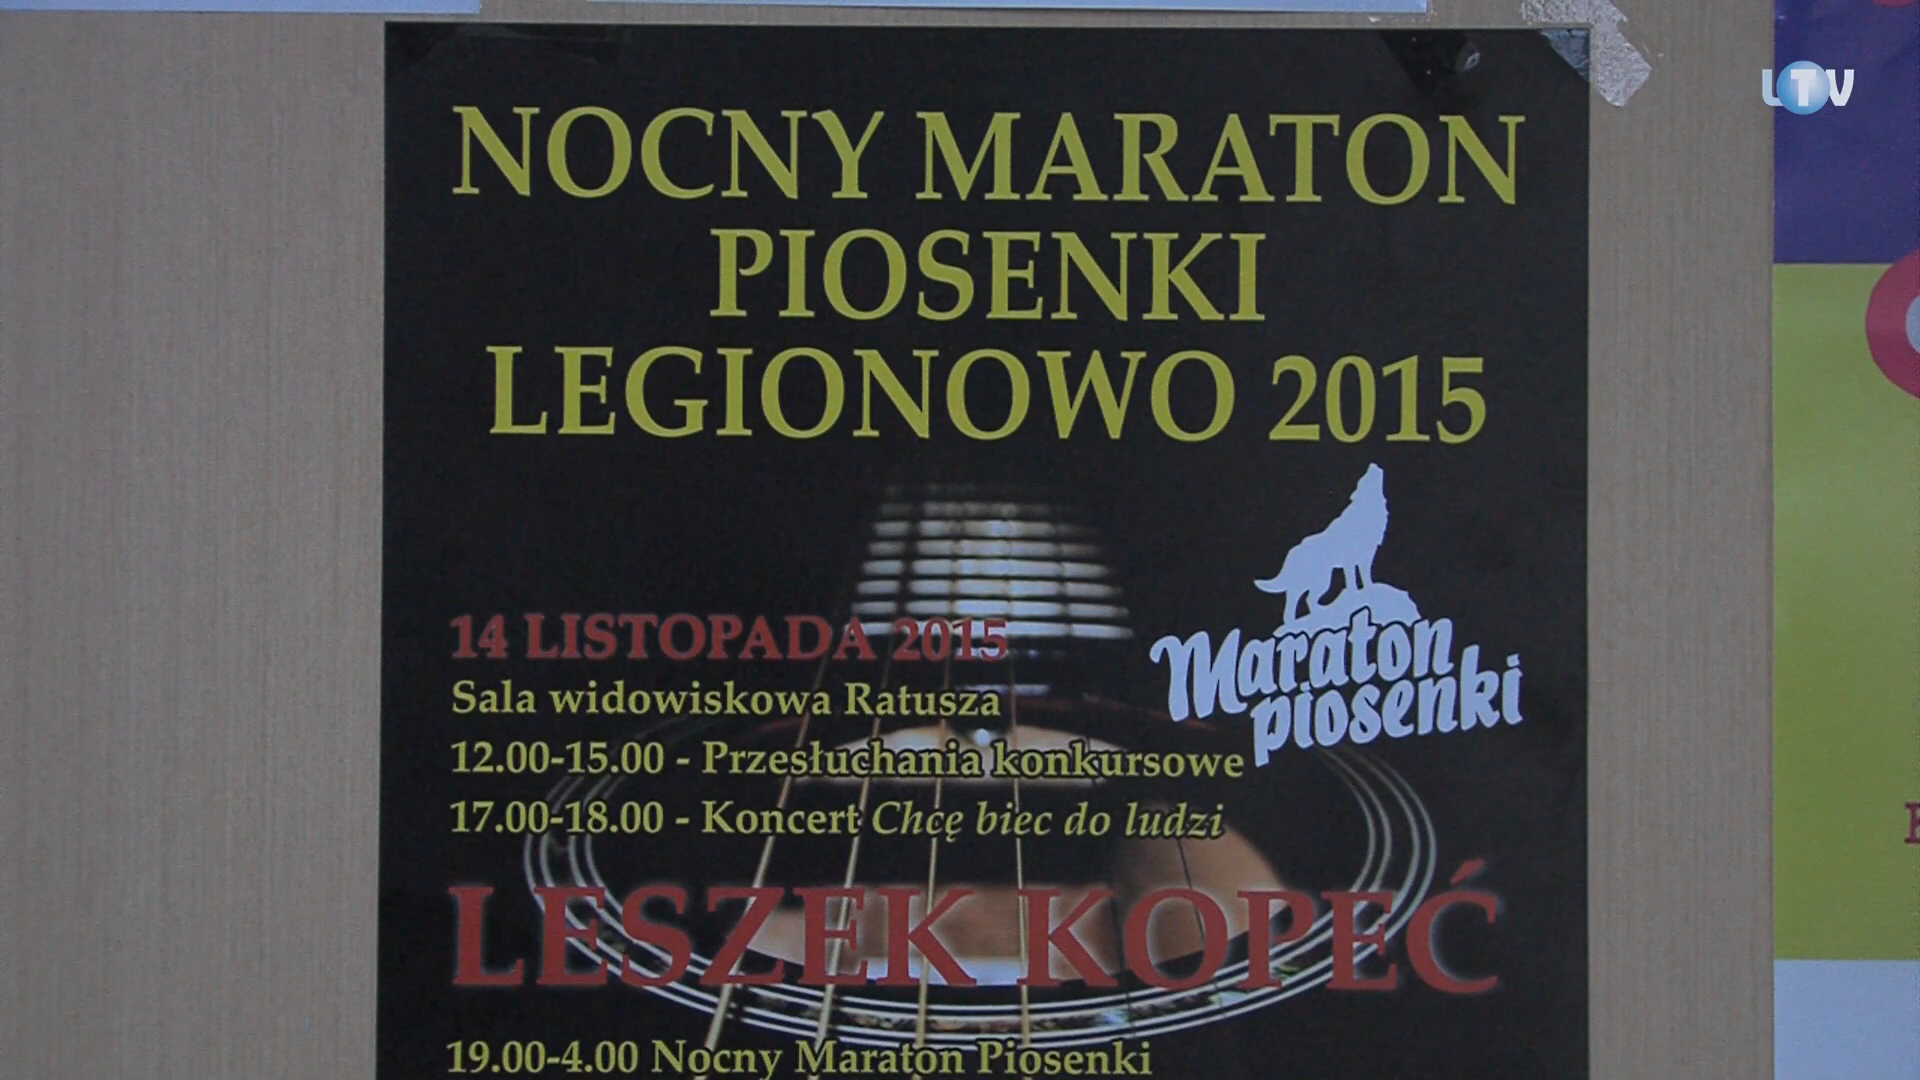 LTV
NOCNY MARATON
PIOSENKI
LEGIONOWO 2015
Maraton
piosenki
14 LISTOPADA 2015
Sala widowiskowa Ratusza
12.00-15.00 - Przesłuchania konkursowe
17.00-18.00 - Koncert Chcę biec do ludzi
LESZEK KOPEĆ
19.00-4.00 Nocny Maraton Piosenki